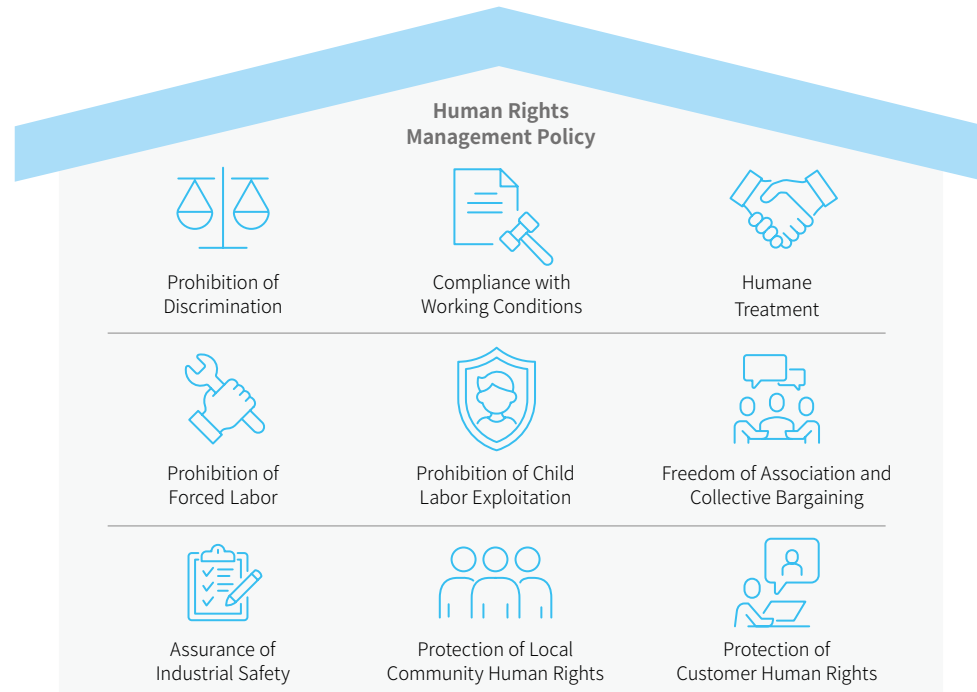 Human Rights
Management Policy
Prohibition of
Discrimination
Compliance with
Working Conditions
Humane
Treatment
Prohibition of
Forced Labor
Prohibition of Child
Labor Exploitation
Freedom of Association and
Collective Bargaining
Assurance of
Industrial Safety
Protection of Local
Community Human Rights
Protection of
Customer Human Rights